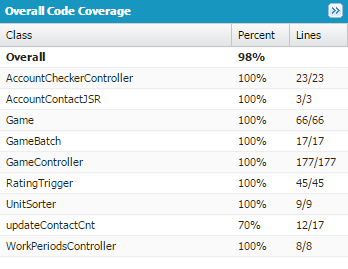 Overall Code Coverage
Class Percent Lines
Overall 98%
AccountCheckerController 100% 23/23
AccountContactJSR 100% 3/3
Game 100% 66/66
GameBatch 100% 17/17
GameController 100% 177/177
RatingTrigger 100% 45/45
UnitSorter 100% 9/9
updateContactCnt 70% 12/17
WorkPeriodsController 100% 8/8